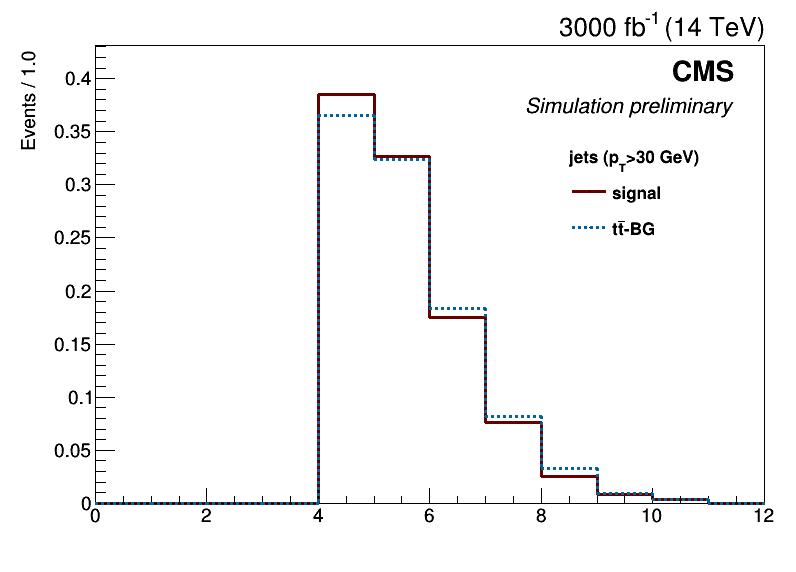 3000 fb⁻¹ (14 TeV)
Events / 1.0
CMS
Simulation preliminary
jets (p_T>30 GeV)
signal
tt̄-BG
0.4
0.35
0.3
0.25
0.2
0.15
0.1
0.05
0
0 2 4 6 8 10 12